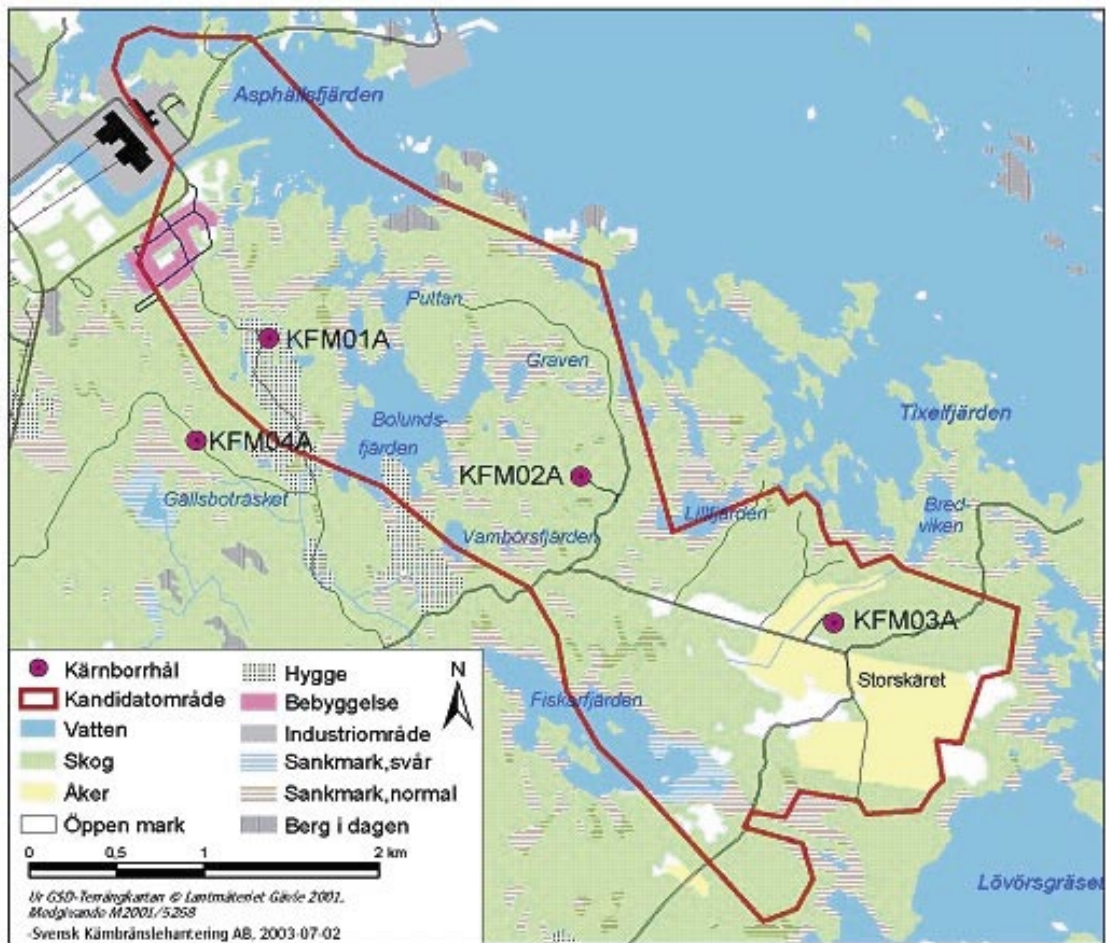 Asphällsfjärden
Puttan
KFM01A
Graven
Bolunds-
fjärden
Tixelfjärden
KFM04A
KFM02A
Gällsboträsket
Lillfjärden
Bred-
viken
Vambörsfjärden
KFM03A
Storskäret
Fiskarfjärden
Lövörsgräset
Kärnborrhål
Kandidatområde
Vatten
Skog
Åker
Öppen mark
Hygge
Bebyggelse
Industriområde
Sankmark,svår
Sankmark,normal
Berg i dagen
N
0 0,5 1 2 km
Ur GSD-Terrängkartan © Lantmäteriet Gävle 2001.
Medgivande M2001/5268
-Svensk Kärnbränslehantering AB, 2003-07-02